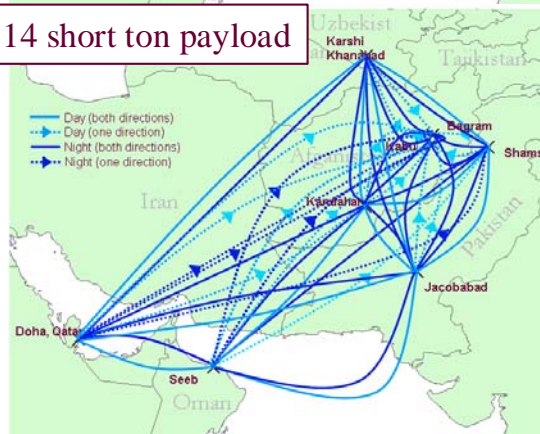 14 short ton payload
Uzbekist
Karshi
Khanabad
Tajikistan
Day (both directions)
Day (one direction)
Night (both directions)
Night (one direction)
Bagram
Kabul
Shams
Iran
Kandahar
Pakistan
Jacobabad
Doha, Qatar
Seeb
Oman